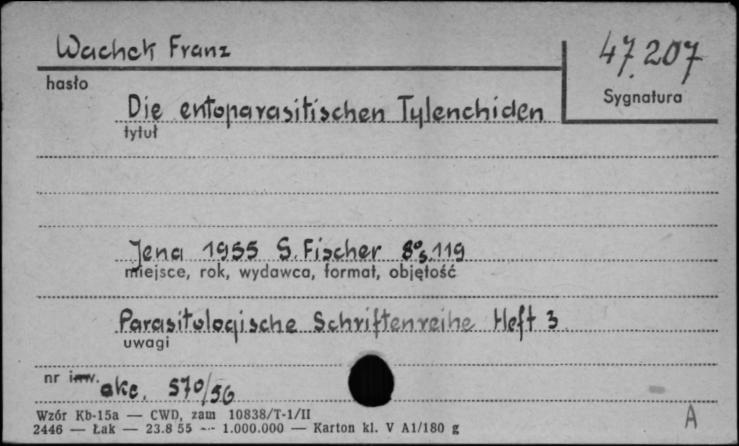 Wachek Franz
47.207
hasło
Sygnatura
Die entoparasitischen Tylenchiden
tytuł
Jena 1955 S. Fischer 8° s. 119
miejsce, rok, wydawca, format, objętość
Parasitologische Schriftenreihe Heft 3
uwagi
nr inw. akc. 570/56
Wzór Kb-15a — CWD, zam 10838/T-1/II
2446 — Łak — 23.8 55 -- 1.000.000 — Karton kl. V A1/180 g
A